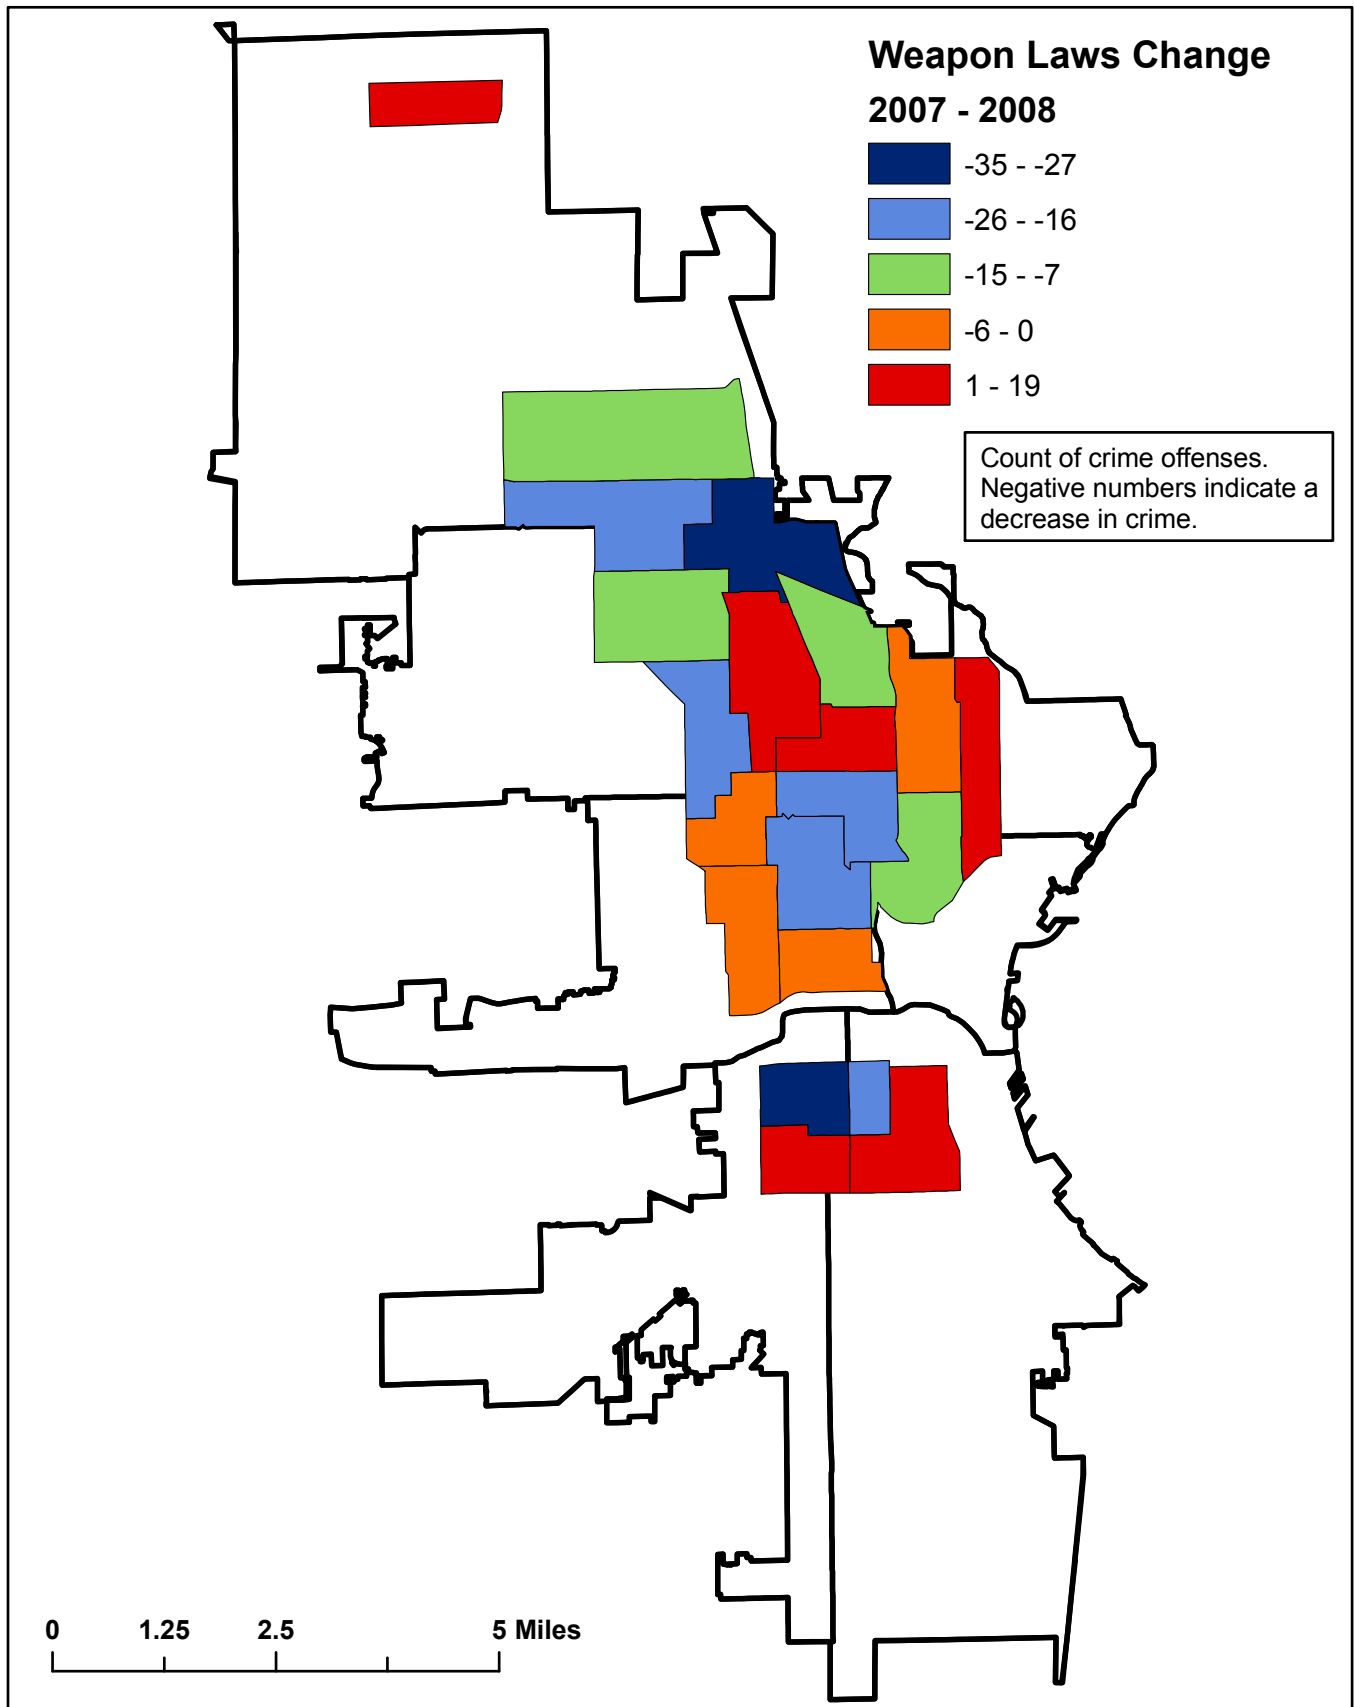 Weapon Laws Change
2007 - 2008
-35 - -27
-26 - -16
-15 - -7
-6 - 0
1 - 19
Count of crime offenses.
Negative numbers indicate a
decrease in crime.
0 1.25 2.5 5 Miles